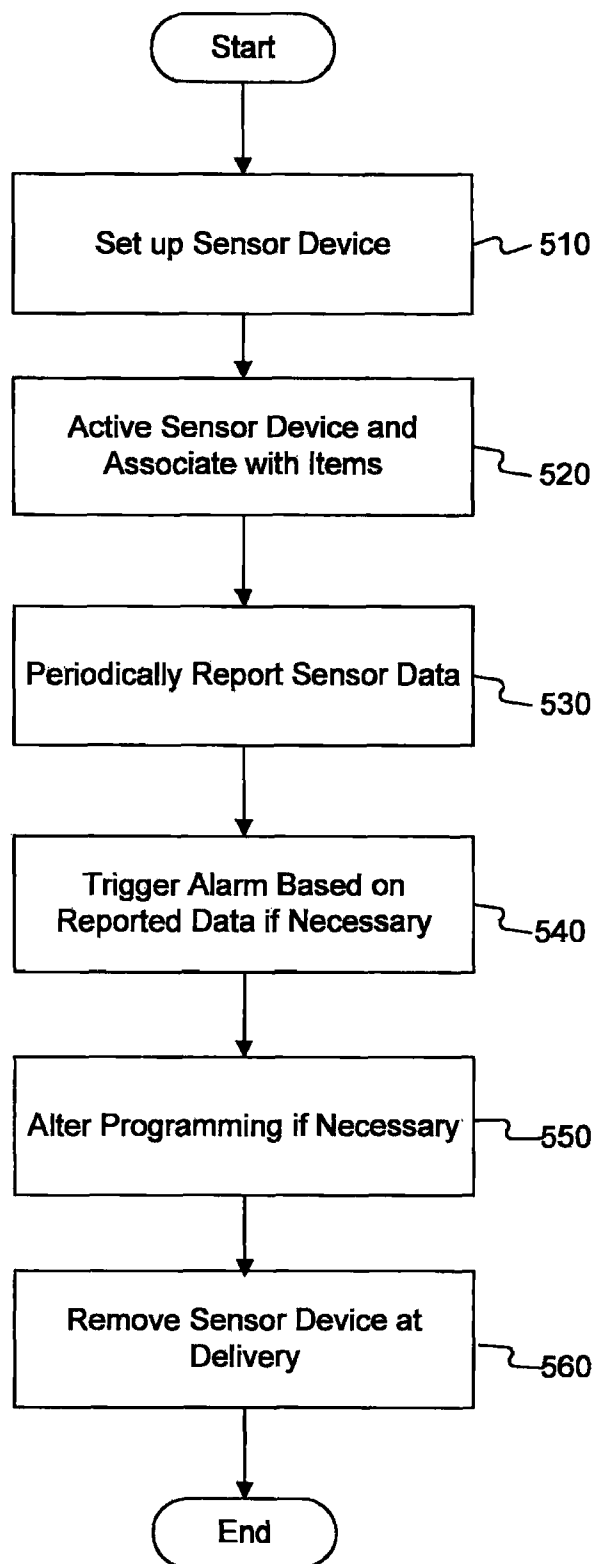 Start
Set up Sensor Device
510
Active Sensor Device and
Associate with Items
520
Periodically Report Sensor Data
530
Trigger Alarm Based on
Reported Data if Necessary
540
Alter Programming if Necessary
550
Remove Sensor Device at
Delivery
560
End